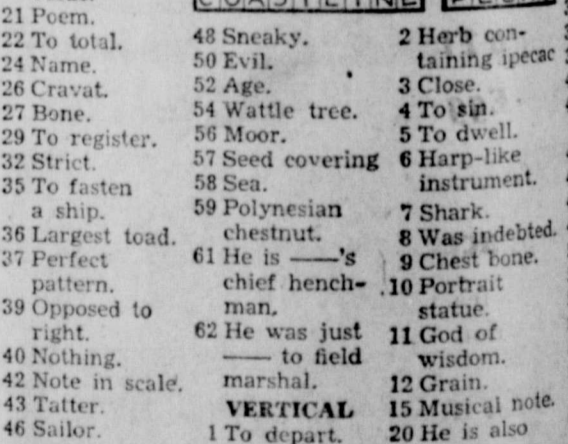 21 Poem.
22 To total.
24 Name.
26 Cravat.
27 Bone.
29 To register.
32 Strict.
35 To fasten
a ship.
36 Largest toad.
37 Perfect
pattern.
39 Opposed to
right.
40 Nothing.
42 Note in scale.
43 Tatter.
46 Sailor.
48 Sneaky.
50 Evil.
52 Age.
54 Wattle tree.
56 Moor.
57 Seed covering
58 Sea.
59 Polynesian
chestnut.
61 He is ——'s
chief hench-
man.
62 He was just
—— to field
marshal.
VERTICAL
1 To depart.
2 Herb con-
taining ipecac
3 Close.
4 To sin.
5 To dwell.
6 Harp-like
instrument.
7 Shark.
8 Was indebted.
9 Chest bone.
10 Portrait
statue.
11 God of
wisdom.
12 Grain.
15 Musical note.
20 He is also